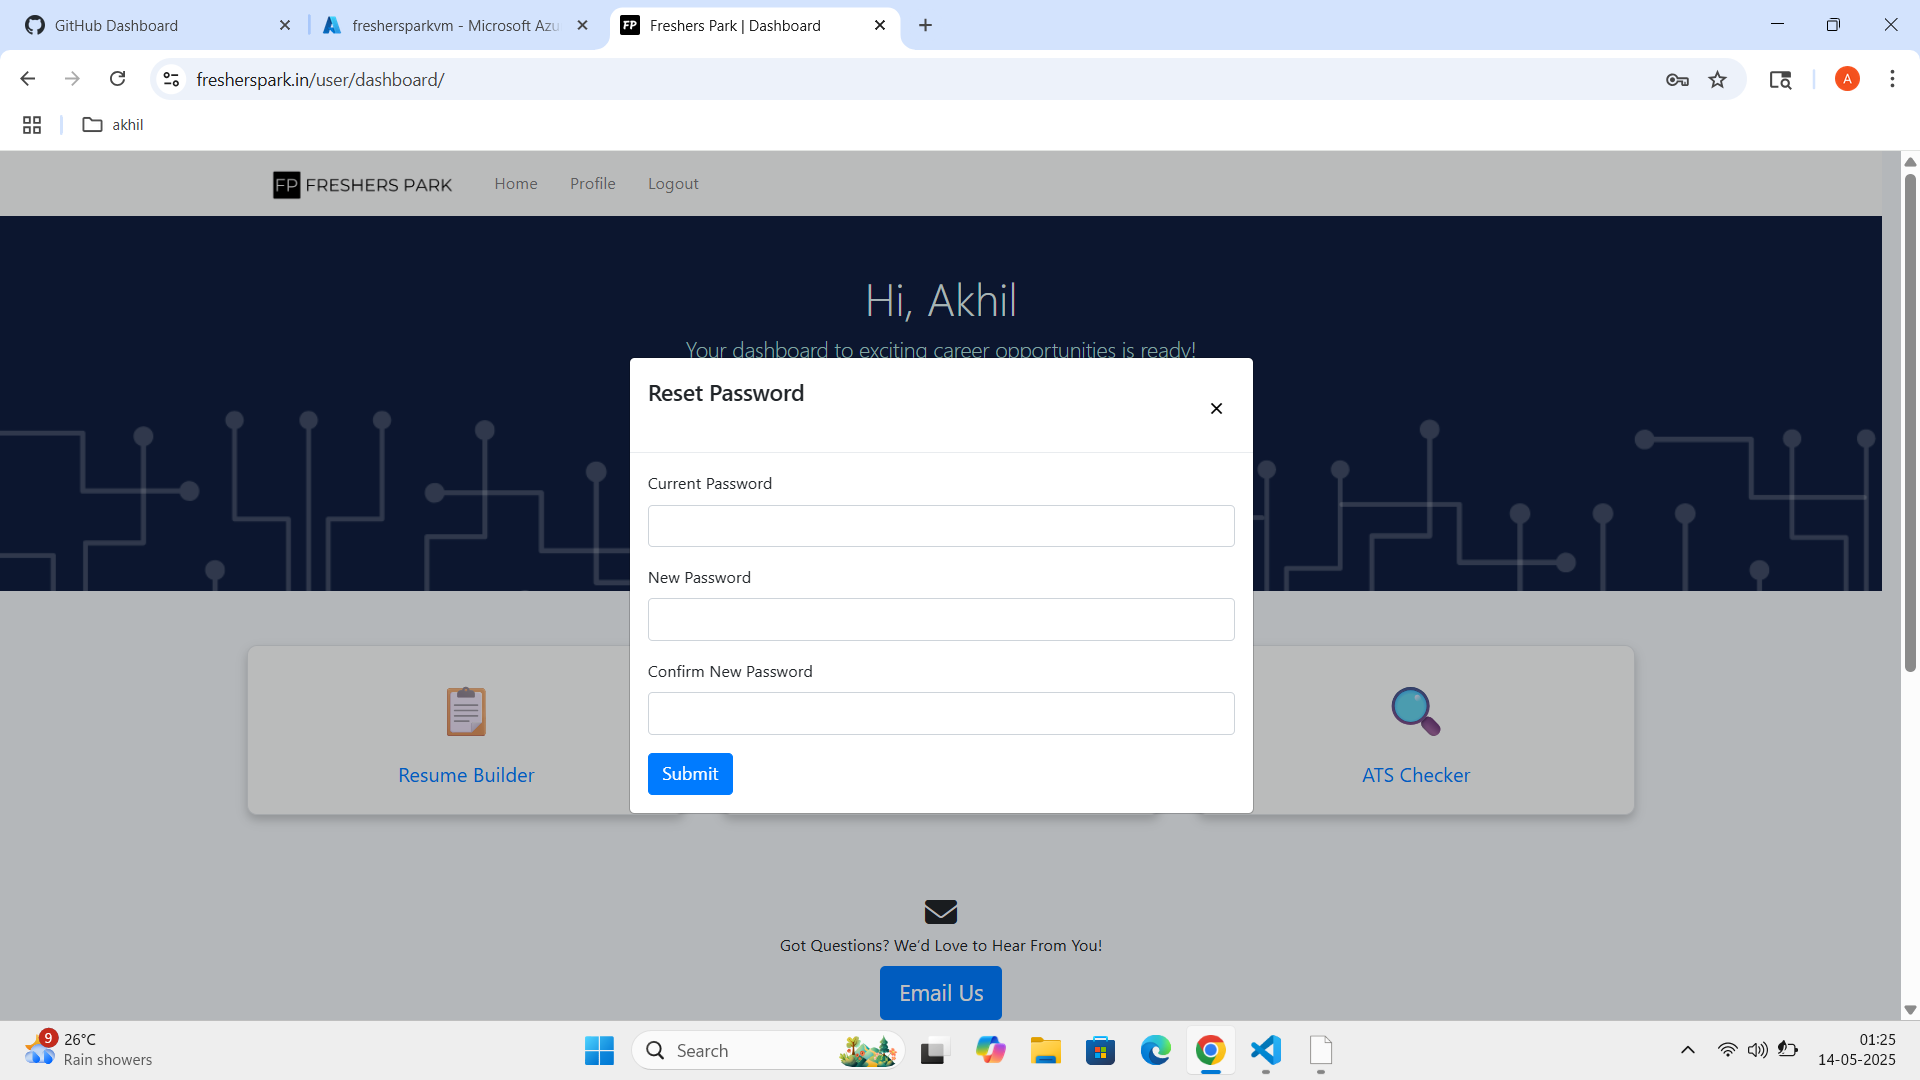 GitHub Dashboard
freshersparkvm - Microsoft Azu
FP
Freshers Park | Dashboard
fresherspark.in/user/dashboard/
A
akhil
FP FRESHERS PARK
Home
Profile
Logout
Hi, Akhil
Your dashboard to exciting career opportunities is ready!
Reset Password
Current Password
New Password
Confirm New Password
Submit
Resume Builder
ATS Checker
Got Questions? We'd Love to Hear From You!
Email Us
9
26°C
Rain showers
Search
01:25
14-05-2025